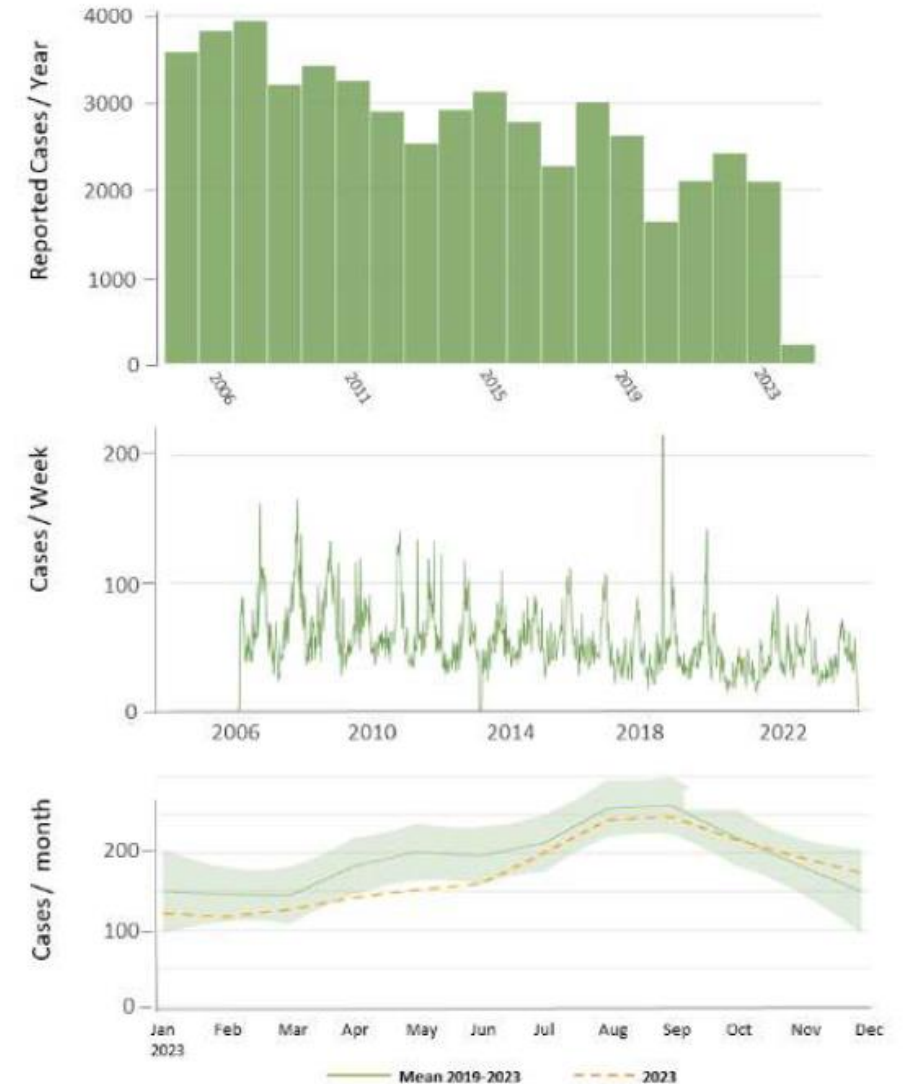 Reported Cases / Year
4000
3000
2000
1000
0
2006
2011
2015
2019
2023
Cases / Week
200
100
0
2006
2010
2014
2018
2022
Cases / month
200
100
0
Jan
2023
Feb
Mar
Apr
May
Jun
Jul
Aug
Sep
Oct
Nov
Dec
Mean 2019-2023
2023